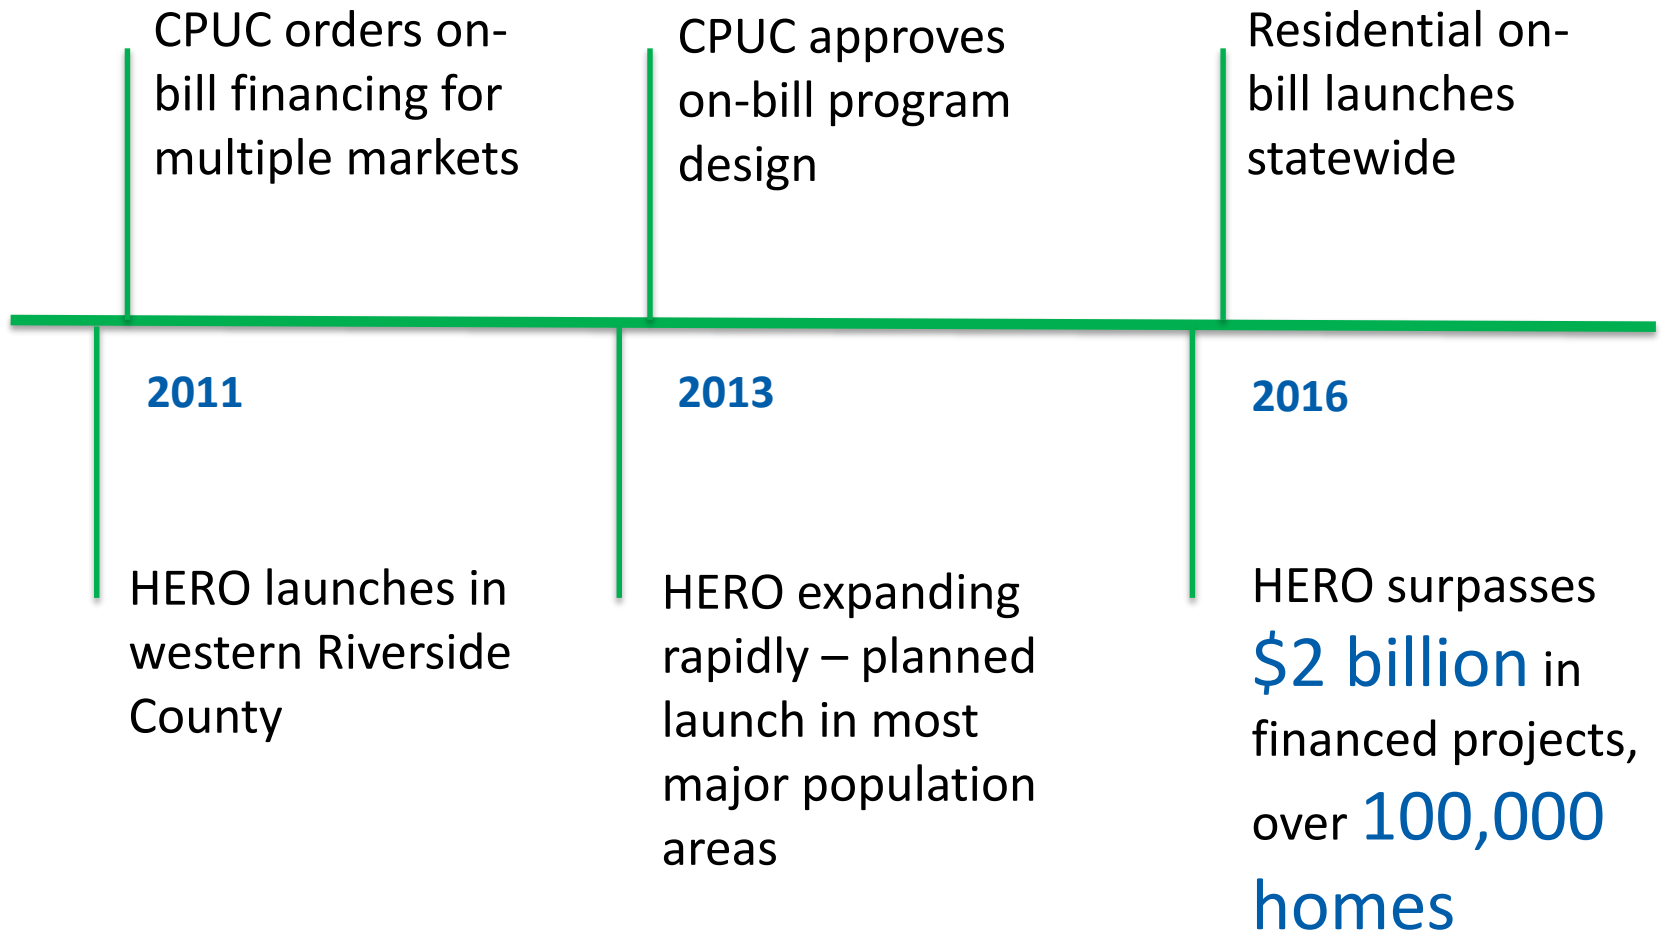 CPUC orders on-
bill financing for
multiple markets
CPUC approves
on-bill program
design
Residential on-
bill launches
statewide
2011
2013
2016
HERO launches in
western Riverside
County
HERO expanding
rapidly – planned
launch in most
major population
areas
HERO surpasses
$2 billion in
financed projects,
over 100,000
homes